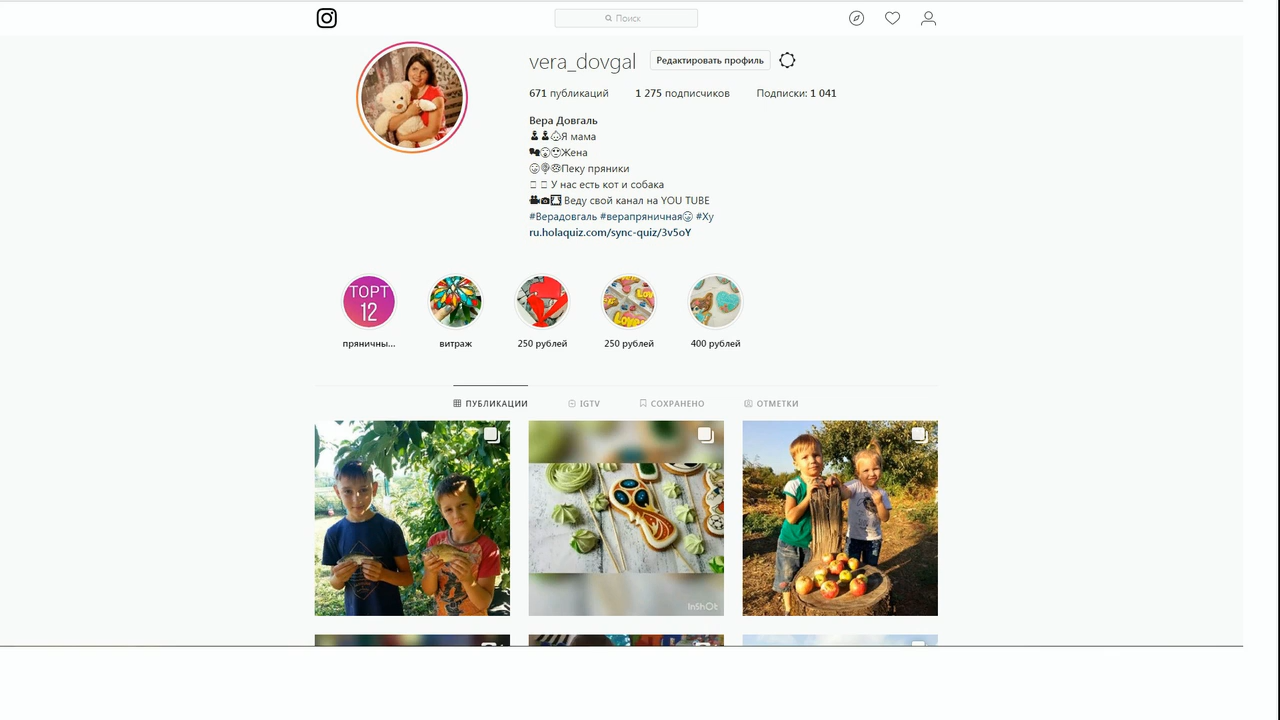 Поиск
vera_dovgal Редактировать профиль
671 публикаций 1 275 подписчиков Подписки: 1 041
Вера Довгаль
Я мама
Жена
Пеку пряники
У нас есть кот и собака
Веду свой канал на YOU TUBE
#Верадовгаль #верапряничная #Ху
ru.holaquiz.com/sync-quiz/3v5oY
ТОРТ
12
пряничны... витраж 250 рублей 250 рублей 400 рублей
ПУБЛИКАЦИИ IGTV СОХРАНЕНО ОТМЕТКИ
InShOt